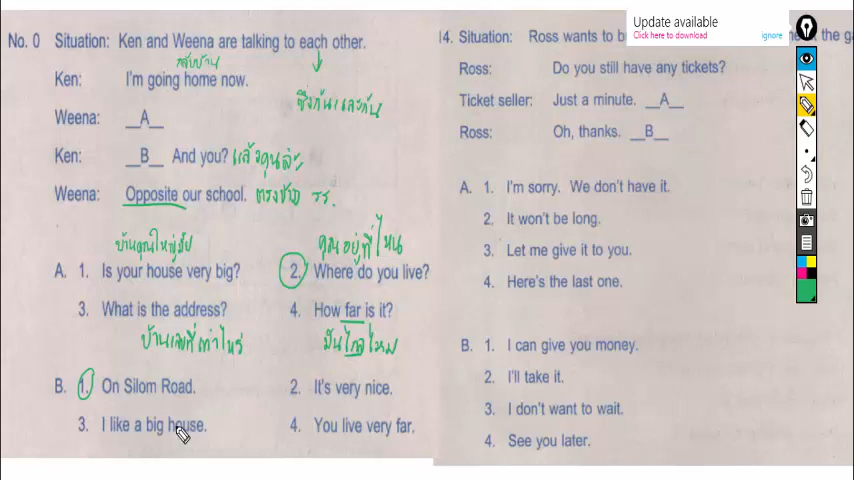 No. 0 Situation: Ken and Weena are talking to each other.
กลับบ้าน
Ken: I'm going home now.
ซึ่งกันและกัน
Weena: __A__
Ken: __B__ And you? แล้วคุณล่ะ
Weena: Opposite our school. ตรงข้าม รร.
บ้านคุณใหญ่มั้ย
คุณอยู่ที่ไหน
A. 1. Is your house very big? 2. Where do you live?
3. What is the address? 4. How far is it?
บ้านเลขที่เท่าไหร่
มันไกลไหม
B. 1. On Silom Road. 2. It's very nice.
3. I like a big house. 4. You live very far.
14. Situation: Ross wants to b
the ga
Ross: Do you still have any tickets?
Ticket seller: Just a minute. __A__
Ross: Oh, thanks. __B__
A. 1. I'm sorry. We don't have it.
2. It won't be long.
3. Let me give it to you.
4. Here's the last one.
B. 1. I can give you money.
2. I'll take it.
3. I don't want to wait.
4. See you later.
Update available
Click here to download ignore